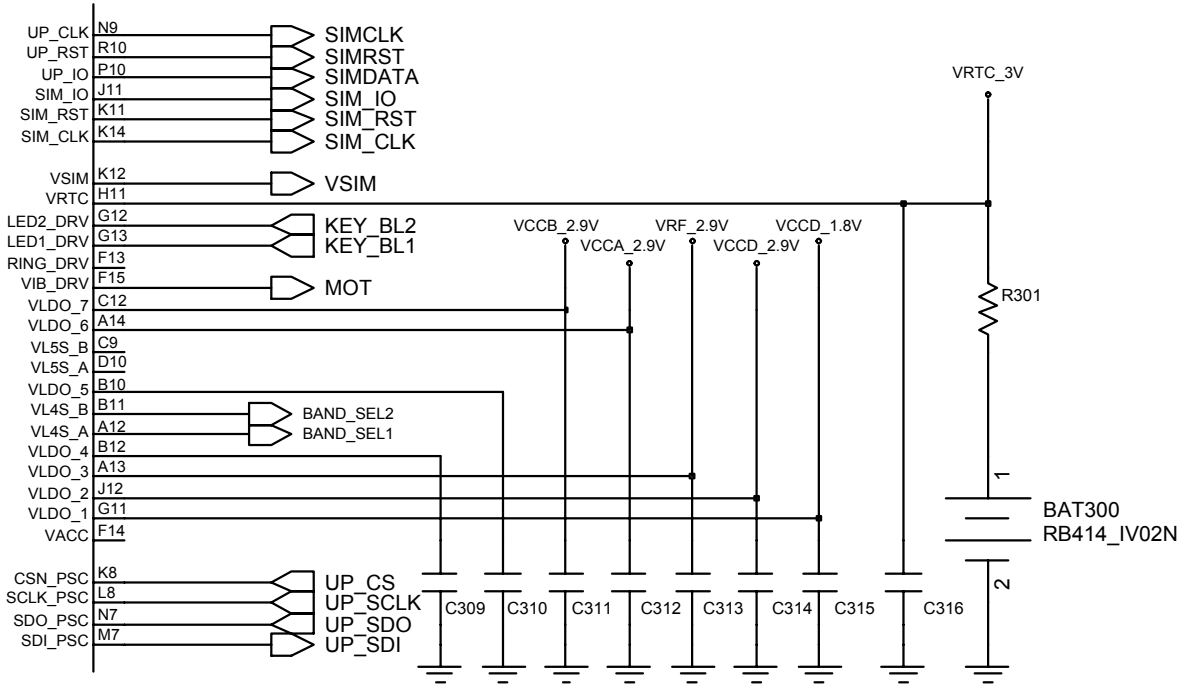 UP_CLK N9 SIMCLK
UP_RST R10 SIMRST
UP_IO P10 SIMDATA
SIM_IO J11 SIM_IO
SIM_RST K11 SIM_RST
SIM_CLK K14 SIM_CLK
VSIM K12 VSIM
VRTC H11
LED2_DRV G12 KEY_BL2
LED1_DRV G13 KEY_BL1
RING_DRV F13
VIB_DRV F15 MOT
VLDO_7 C12
VLDO_6 A14
VL5S_B C9
VL5S_A D10
VLDO_5 B10
VL4S_B B11 BAND_SEL2
VL4S_A A12 BAND_SEL1
VLDO_4 B12
VLDO_3 A13
VLDO_2 J12
VLDO_1 G11
VACC F14
CSN_PSC K8 UP_CS
SCLK_PSC L8 UP_SCLK
SDO_PSC N7 UP_SDO
SDI_PSC M7 UP_SDI
VRTC_3V
VCCB_2.9V VRF_2.9V VCCD_1.8V
VCCA_2.9V VCCD_2.9V
R301
1
BAT300
RB414_IV02N
2
C309 C310 C311 C312 C313 C314 C315 C316